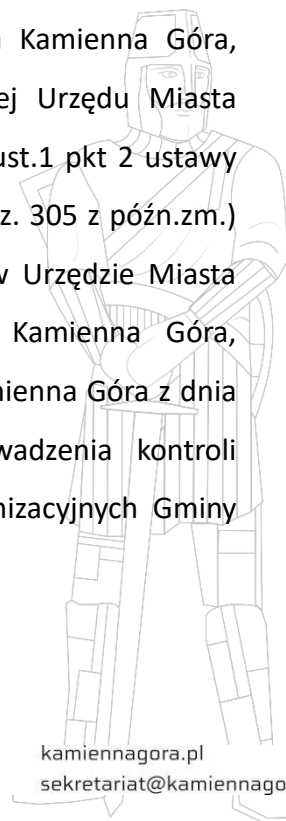 Kamienna Góra,
ej Urzędu Miasta
ust.1 pkt 2 ustawy
z. 305 z późn.zm.)
w Urzędzie Miasta
Kamienna Góra,
mienna Góra z dnia
wadzenia kontroli
nizacyjnych Gminy
kamiennagora.pl
sekretariat@kamiennago